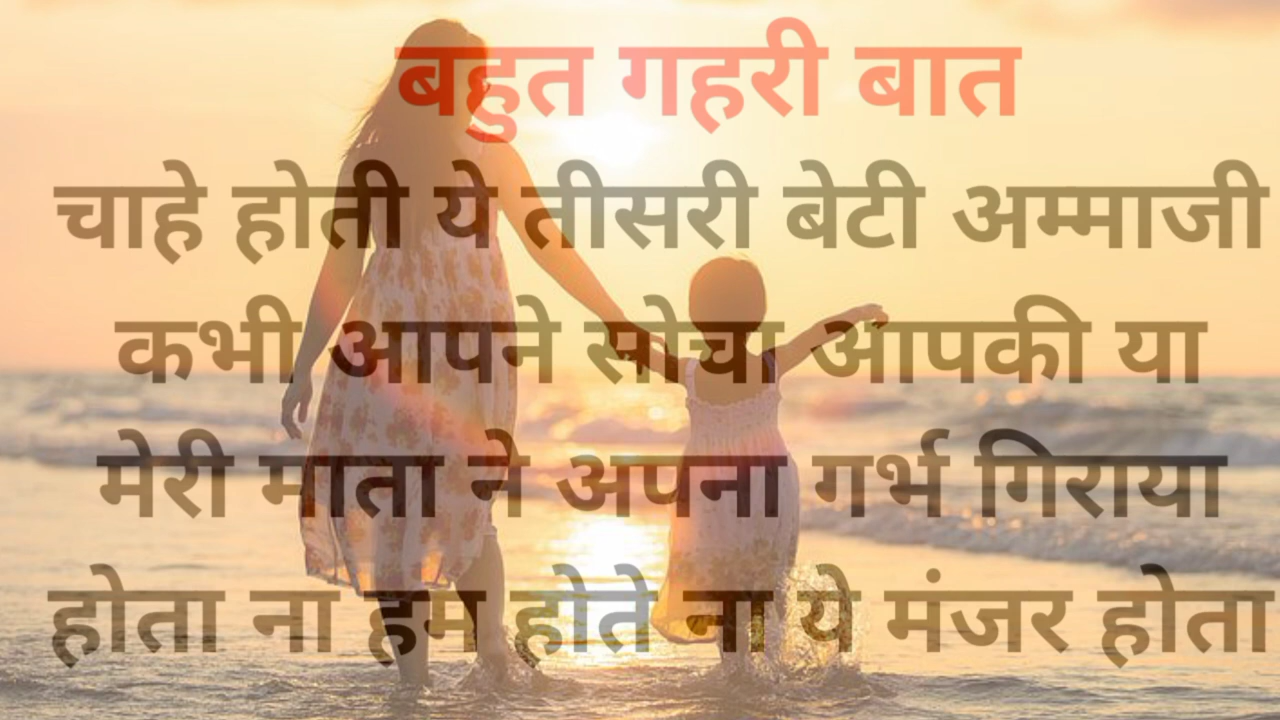 बहुत गहरी बात
चाहे होती ये तीसरी बेटी अम्माजी
कभी आपने सोचा आपकी या
मेरी माता ने अपना गर्भ गिराया
होता ना हम होते ना ये मंजर होता